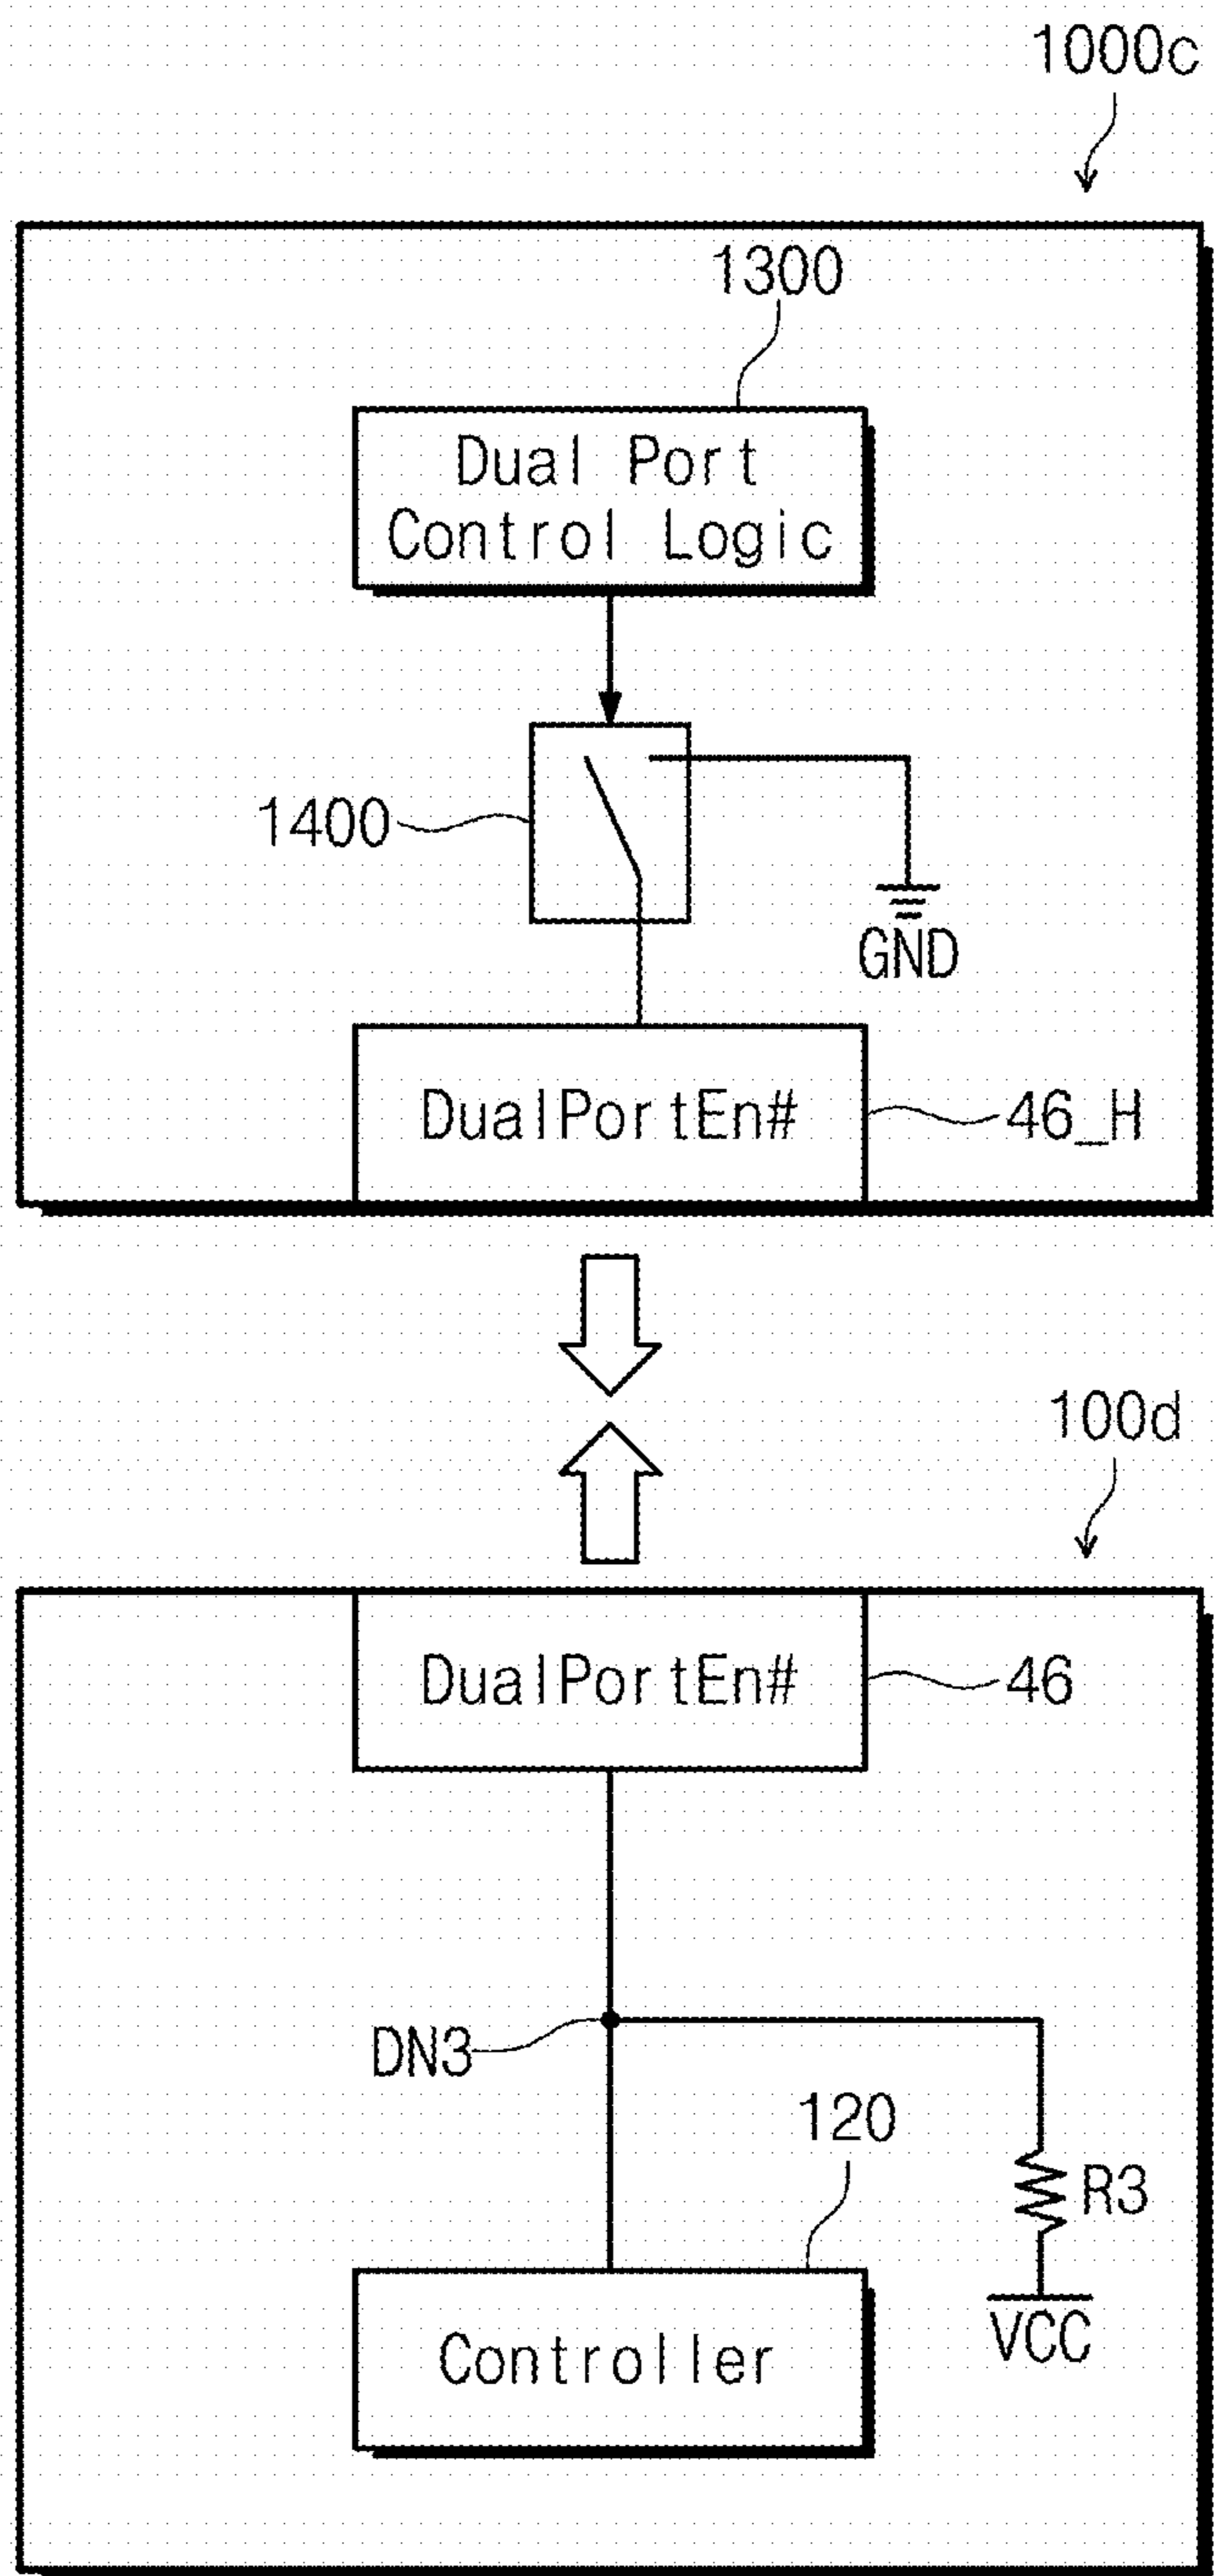 1000c
1300
Dual Port
Control Logic
1400
GND
DualPortEn#
46_H
100d
DualPortEn#
46
DN3
120
R3
Controller
VCC